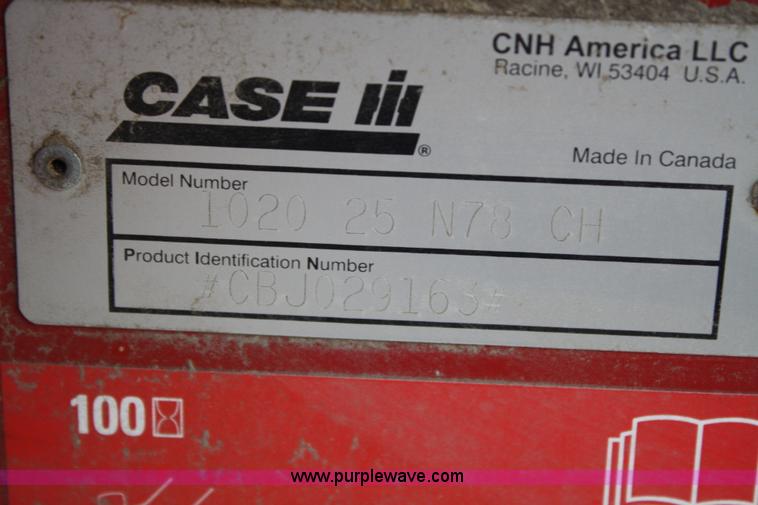 CNH America LLC
Racine, WI 53404 U.S.A.
CASE IH
®
Made In Canada
Model Number
1020 25 N78 CH
Product Identification Number
#CBJ029163#
100
www.purplewave.com